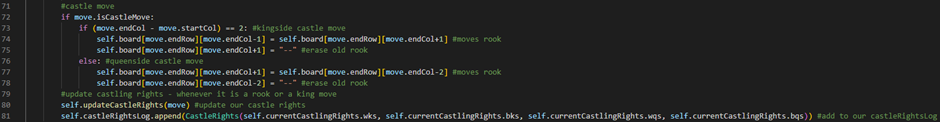 71 #castle move
72 if move.isCastleMove:
73 if (move.endCol - move.startCol) == 2: #kingside castle move
74 self.board[move.endRow][move.endCol-1] = self.board[move.endRow][move.endCol+1] #moves rook
75 self.board[move.endRow][move.endCol+1] = "--" #erase old rook
76 else: #queenside castle move
77 self.board[move.endRow][move.endCol+1] = self.board[move.endRow][move.endCol-2] #moves rook
78 self.board[move.endRow][move.endCol-2] = "--" #erase old rook
79 #update castling rights - whenever it is a rook or a king move
80 self.updateCastleRights(move) #update our castle rights
81 self.castleRightsLog.append(CastleRights(self.currentCastlingRights.wks, self.currentCastlingRights.bks, self.currentCastlingRights.wqs, self.currentCastlingRights.bqs)) #add to our castleRightsLog